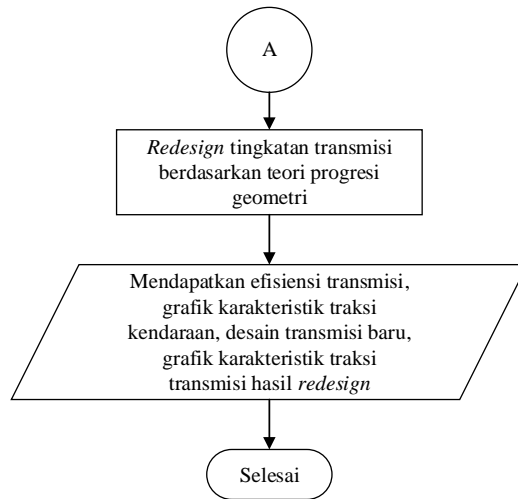 A
Redesign tingkatan transmisi
berdasarkan teori progresi
geometri
Mendapatkan efisiensi transmisi,
grafik karakteristik traksi
kendaraan, desain transmisi baru,
grafik karakteristik traksi
transmisi hasil redesign
Selesai